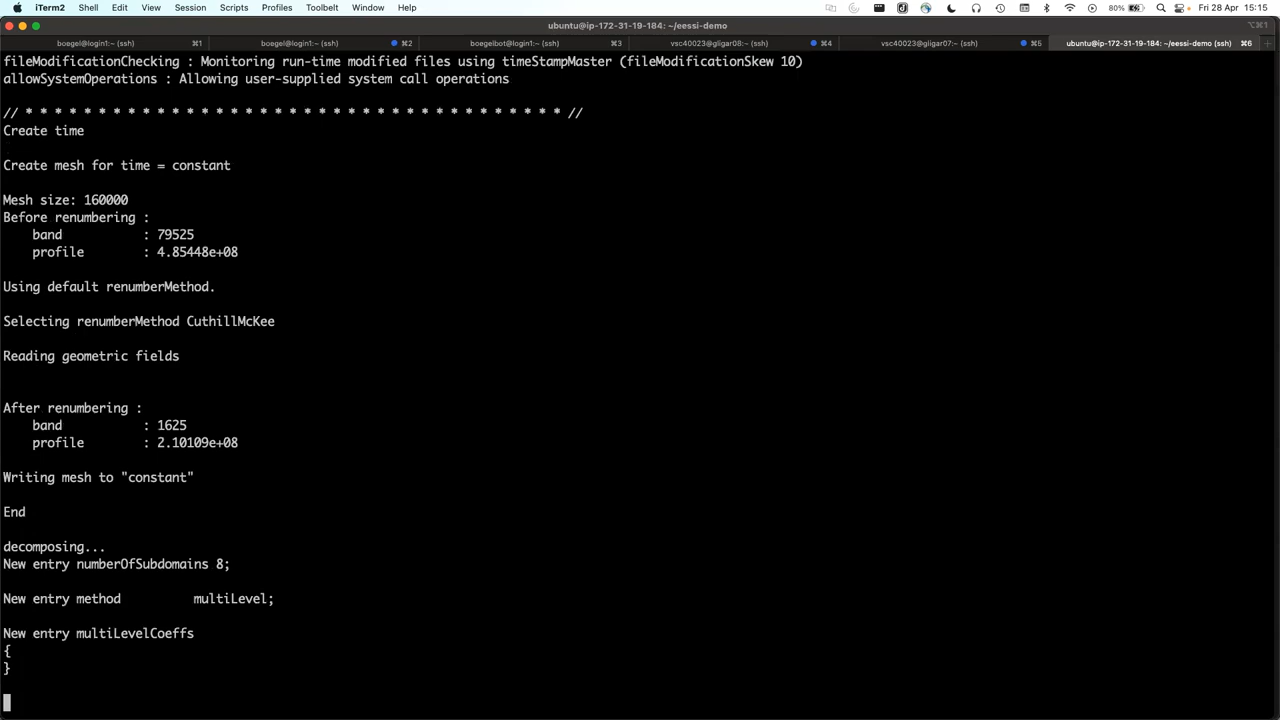 iTerm2 Shell Edit View Session Scripts Profiles Toolbelt Window Help 80% Fri 28 Apr 15:15
ubuntu@ip-172-31-19-184: ~/eessi-demo
boegel@login1:~ (ssh) ⌘1 boegel@login1:~ (ssh) ⌘2 boegelbot@login1:~ (ssh) ⌘3 vsc40023@gligar08:~ (ssh) ⌘4 vsc40023@gligar07:~ (ssh) ⌘5 ubuntu@ip-172-31-19-184: ~/eessi-demo (ssh) ⌘6 ⌥⌘1
fileModificationChecking : Monitoring run-time modified files using timeStampMaster (fileModificationSkew 10)
allowSystemOperations : Allowing user-supplied system call operations
// * * * * * * * * * * * * * * * * * * * * * * * * * * * * * * * * * * * * * //
Create time
Create mesh for time = constant
Mesh size: 160000
Before renumbering :
band : 79525
profile : 4.85448e+08
Using default renumberMethod.
Selecting renumberMethod CuthillMcKee
Reading geometric fields
After renumbering :
band : 1625
profile : 2.10109e+08
Writing mesh to "constant"
End
decomposing...
New entry numberOfSubdomains 8;
New entry method multiLevel;
New entry multiLevelCoeffs
{
}